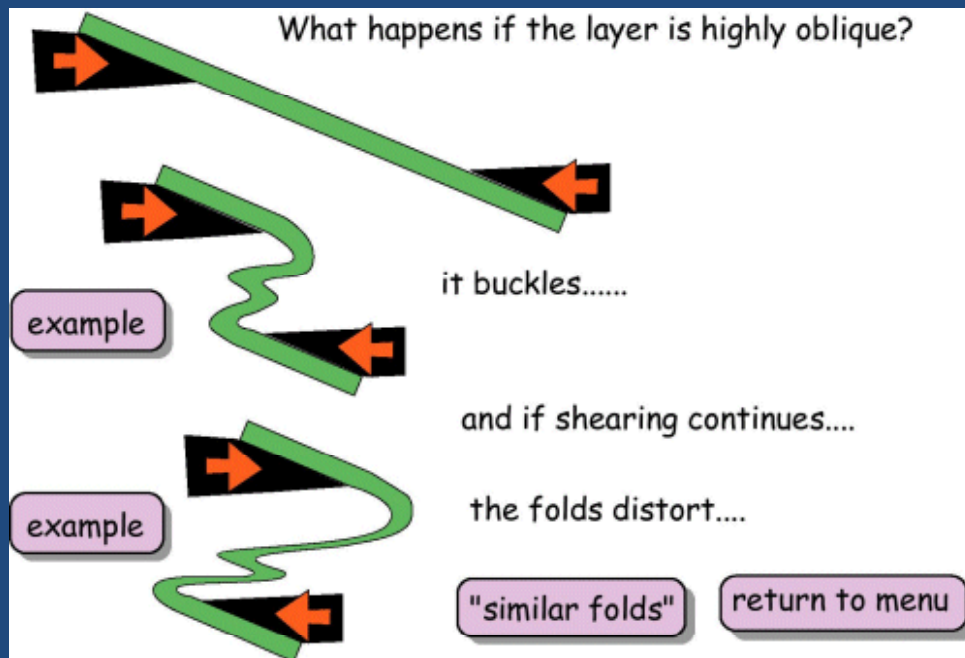 What happens if the layer is highly oblique?
it buckles......
example
and if shearing continues....
example
the folds distort....
"similar folds"
return to menu